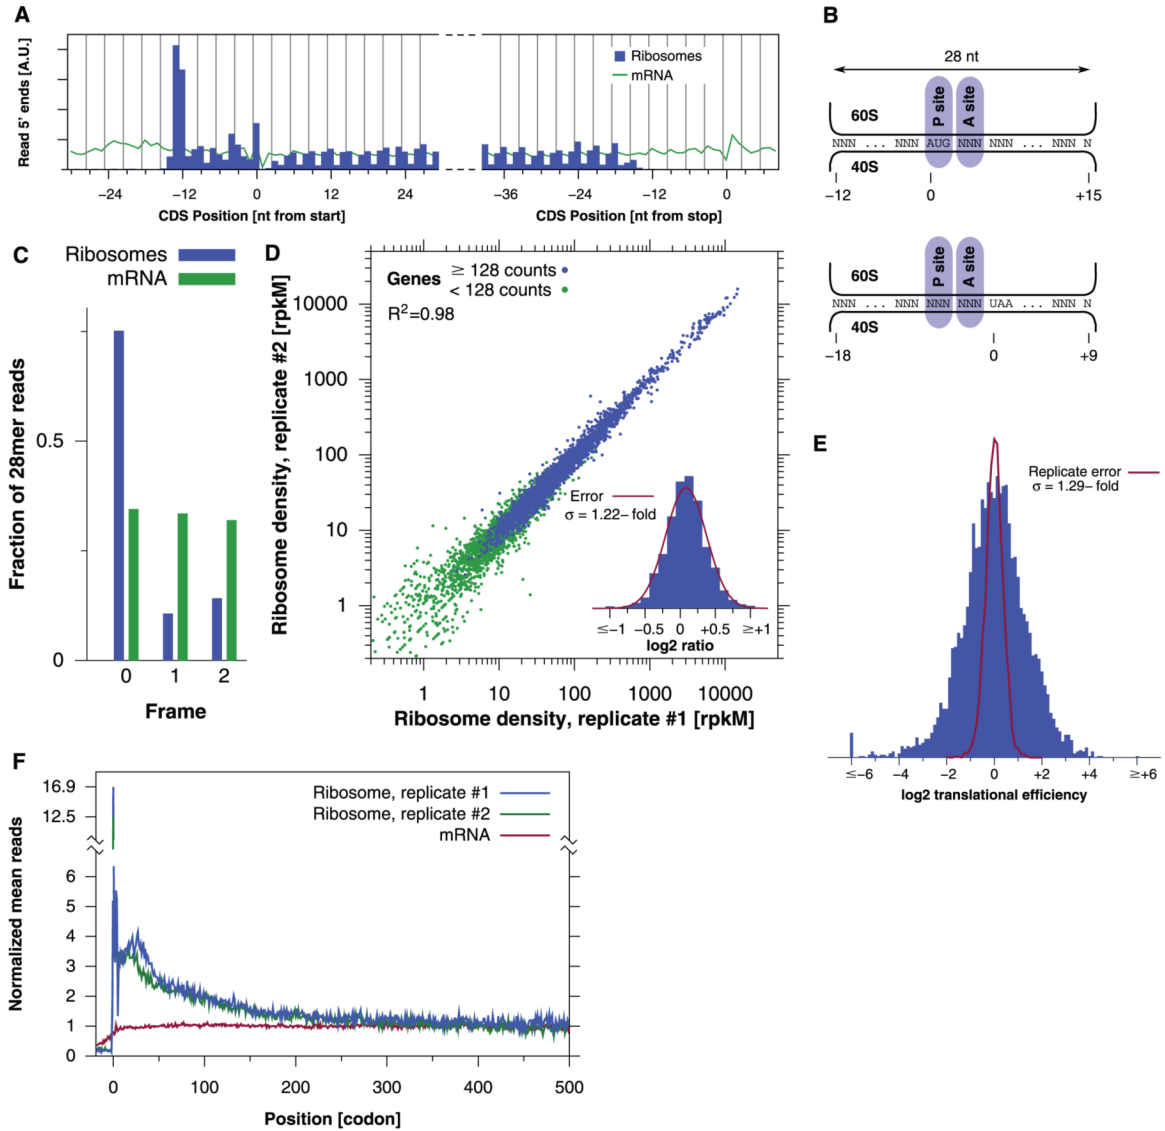 A
Read 5' ends [A.U.]
Ribosomes
mRNA
−24
−12
0
12
24
−36
−24
−12
0
CDS Position [nt from start]
CDS Position [nt from stop]
B
28 nt
60S
P site
A site
NNN ... NNN AUG NNN NNN ... NNN N
40S
−12
0
+15
60S
P site
A site
NNN ... NNN NNN NNN UAA ... NNN N
40S
−18
0
+9
C
Ribosomes
mRNA
Fraction of 28mer reads
0.5
0
0
1
2
Frame
D
Ribosome density, replicate #2 [rpkM]
Genes
≥ 128 counts
< 128 counts
R²=0.98
10000
1000
100
10
1
Error
σ = 1.22−fold
≤−1
−0.5
0
+0.5
≥+1
log2 ratio
1
10
100
1000
10000
Ribosome density, replicate #1 [rpkM]
E
Replicate error
σ = 1.29−fold
≤−6
−4
−2
0
+2
+4
≥+6
log2 translational efficiency
F
Normalized mean reads
Ribosome, replicate #1
Ribosome, replicate #2
mRNA
16.9
12.5
6
5
4
3
2
1
0
0
100
200
300
400
500
Position [codon]